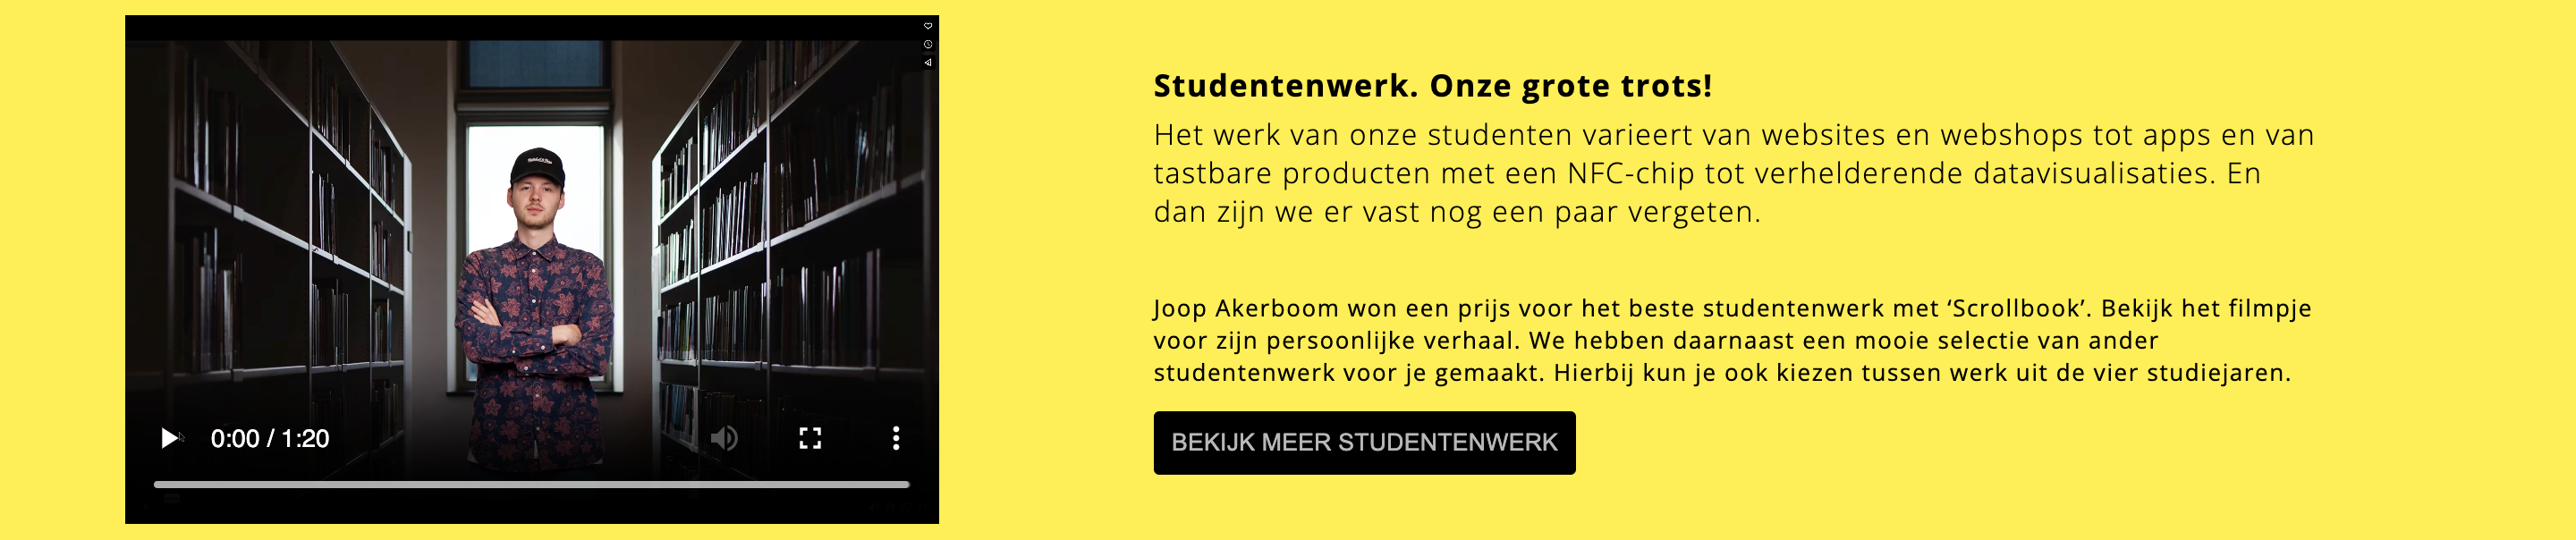 Studentenwerk. Onze grote trots!
Het werk van onze studenten varieert van websites en webshops tot apps en van
tastbare producten met een NFC-chip tot verhelderende datavisualisaties. En
dan zijn we er vast nog een paar vergeten.
Joop Akerboom won een prijs voor het beste studentenwerk met ‘Scrollbook’. Bekijk het filmpje
voor zijn persoonlijke verhaal. We hebben daarnaast een mooie selectie van ander
studentenwerk voor je gemaakt. Hierbij kun je ook kiezen tussen werk uit de vier studiejaren.
BEKIJK MEER STUDENTENWERK
0:00 / 1:20